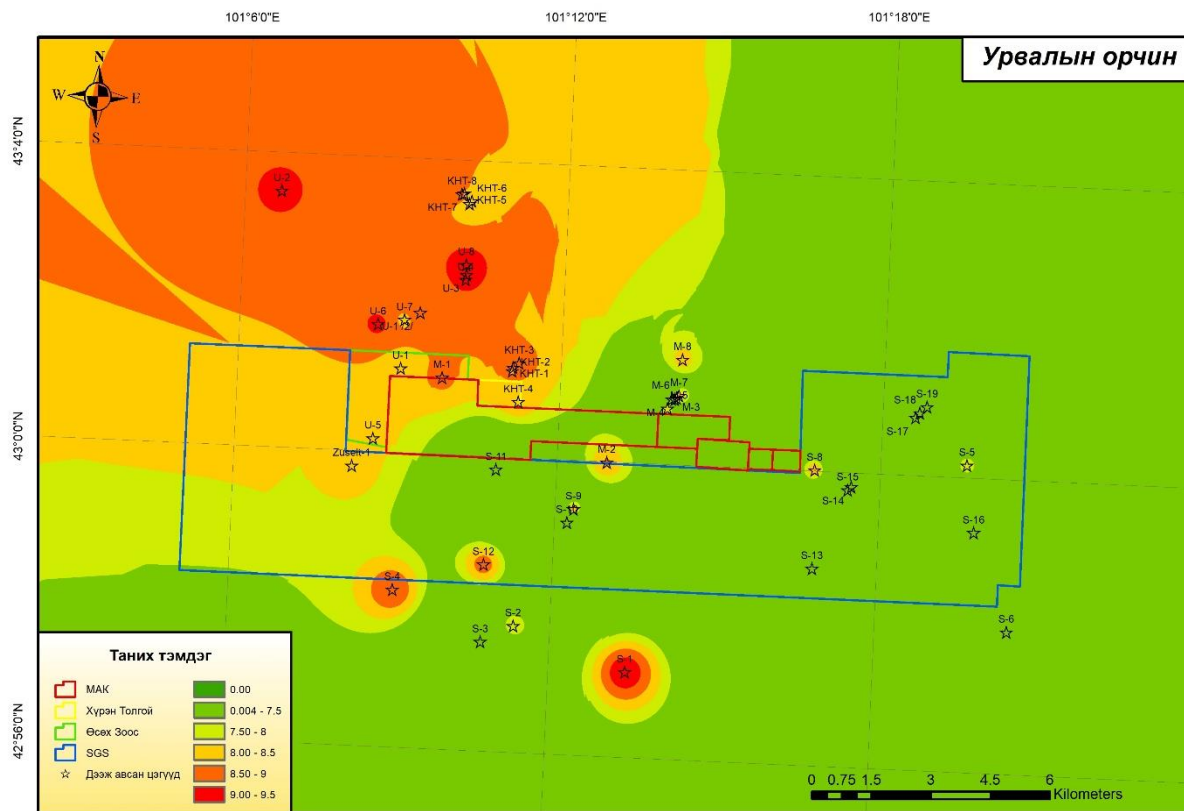 101°6'0"E 101°12'0"E 101°18'0"E
Урвалын орчин
N
W E
S
43°4'0"N
43°0'0"N
42°56'0"N
U-2
KHT-8
KHT-6
KHT-5
KHT-7
U-8
U-3
U-6
U-7
U-1
M-1
KHT-3
KHT-2
KHT-1
KHT-4
M-8
M-7
M-6
M-3
S-19
S-18
S-17
U-5
S-11
M-2
S-8
S-5
S-15
S-14
S-9
S-16
S-12
S-13
S-4
S-2
S-3
S-6
S-1
Таних тэмдэг
МАК
Хүрэн Толгой
Өсөх Зоос
SGS
Дээж авсан цэгүүд
0.00
0.004 - 7.5
7.50 - 8
8.00 - 8.5
8.50 - 9
9.00 - 9.5
0 0.75 1.5 3 4.5 6
Kilometers